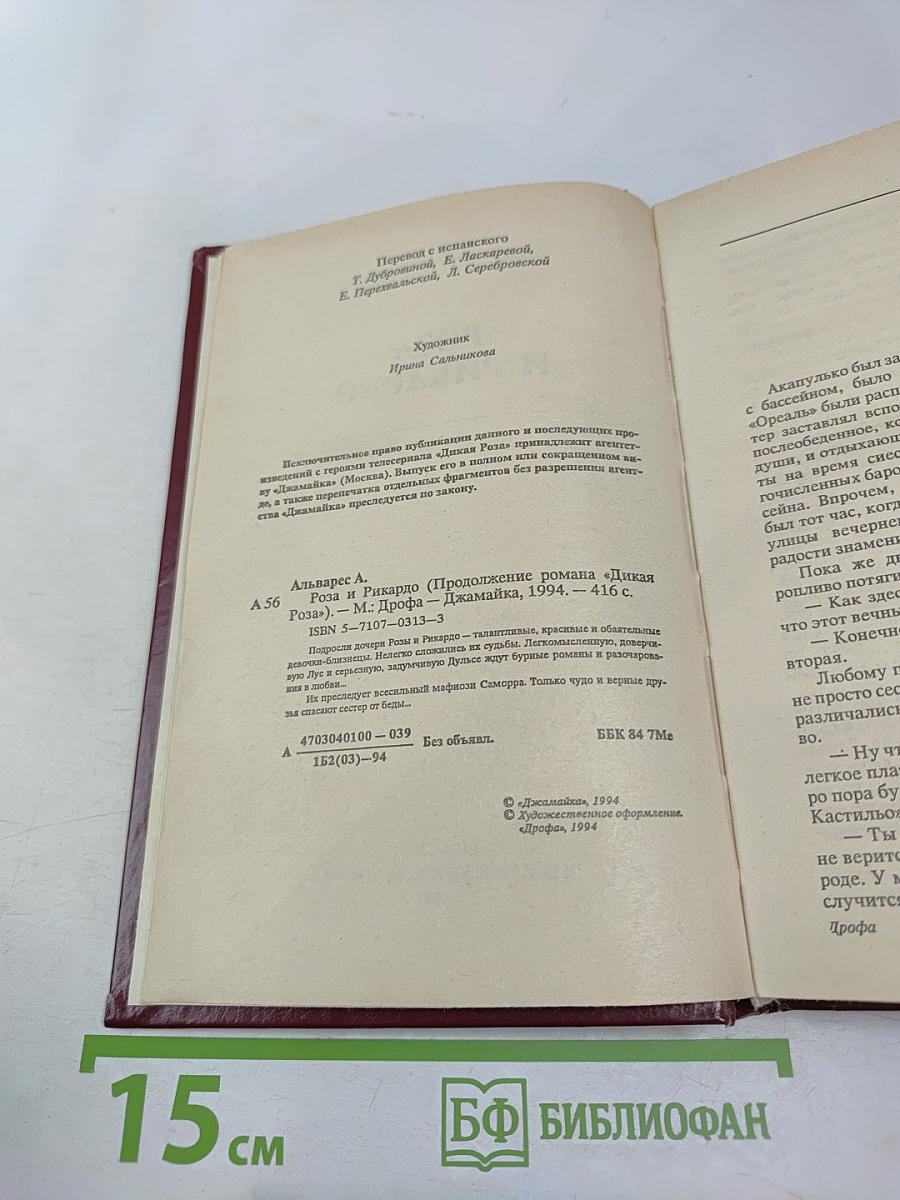 Перевод с испанского
Т. Дубровиной, Е. Ласкаревой,
Е. Перехвальской, Л. Серебровской
Художник
Ирина Сальникова
Исключительное право публикации данного и последующих про-
изведений с героями телесериала «Дикая Роза» принадлежит агентст-
ву «Джамайка» (Москва). Выпуск его в полном или сокращенном ви-
де, а также перепечатка отдельных фрагментов без разрешения агент-
ства «Джамайка» преследуется по закону.
Альварес А.
А 56 Роза и Рикардо (Продолжение романа «Дикая
Роза»). — М.: Дрофа — Джамайка, 1994. — 416 с.
ISBN 5—7107—0313—3
Подросли дочери Розы и Рикардо — талантливые, красивые и обаятельные
девочки-близнецы. Нелегко сложились их судьбы. Легкомысленную, доверчи-
вую Лус и серьезную, задумчивую Дульсе ждут бурные романы и разочарова-
ния в любви...
Их преследует всесильный мафиози Саморра. Только чудо и верные дру-
зья спасают сестер от беды...
А 4703040100 — 039 Без объявл. ББК 84 7Ме
1Б2(03)—94
© «Джамайка», 1994
© Художественное оформление.
«Дрофа», 1994
Акапулько был за
с бассейном, было
«Ореаль» были расп
тер заставлял вспо
послеобеденное, ко
души, и отдыхающ
ты на время сиес
гочисленных баро
сейна. Впрочем,
был тот час, когд
улицы вечерне
радости знамени
Пока же дв
ропливо потяги
— Как здес
что этот вечны
— Конечно
вторая.
Любому п
не просто сес
различались
во.
— Ну чт
легкое плат
ро пора бу
Кастильо»
— Ты
не верится
роде. У м
случится
Дрофа
15 см
БФ БИБЛИОФАН